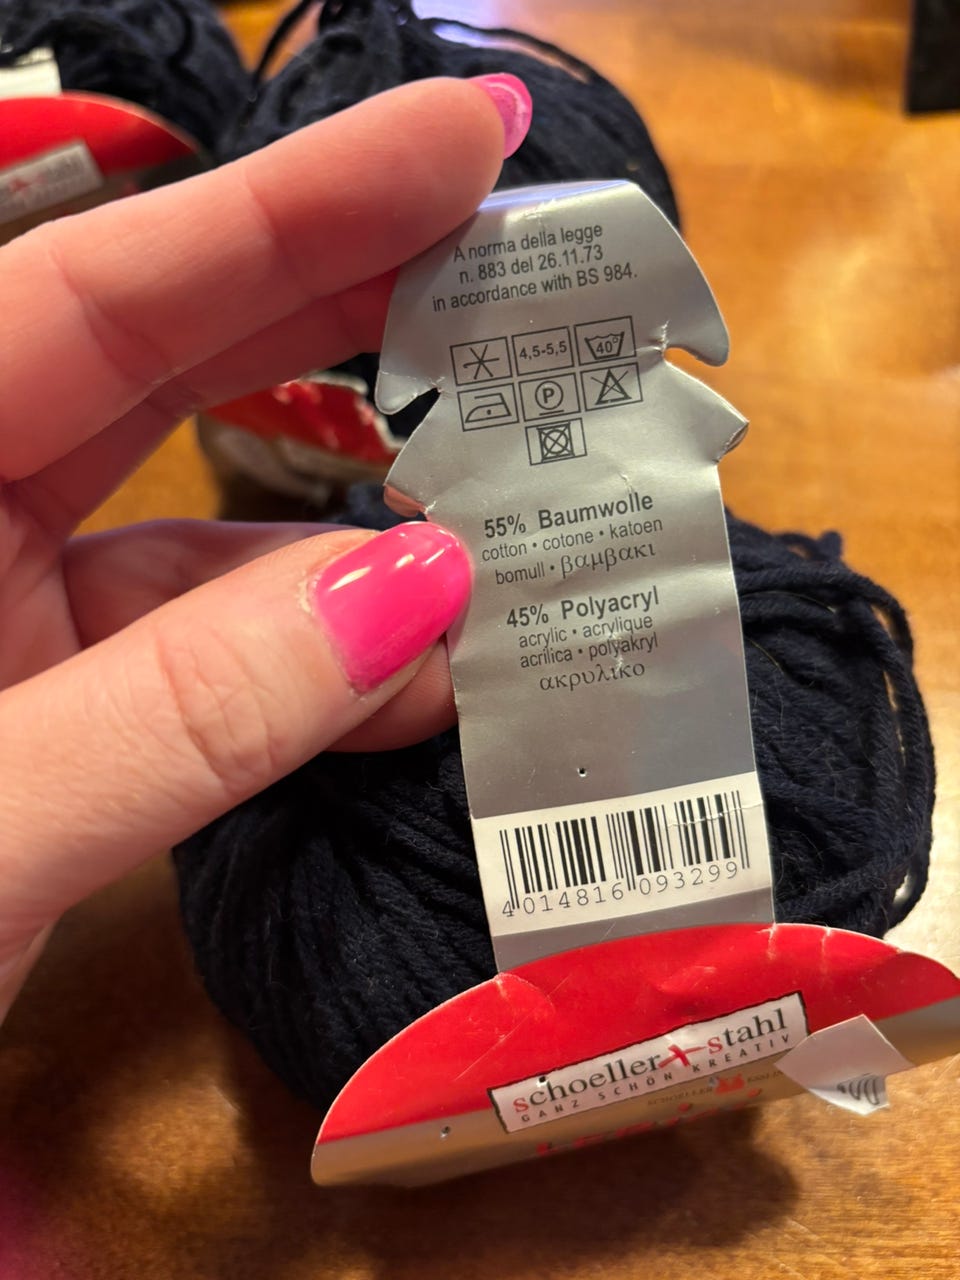 A norma della legge
n. 883 del 26.11.73
in accordance with BS 984.
4,5-5,5
40°
P
55% Baumwolle
cotton • cotone • katoen
bomull • βαμβακι
45% Polyacryl
acrylic • acrylique
acrilica • polyakryl
ακρυλικο
4 014816 093299
schoeller+stahl
GANZ SCHÖN KREATIV
SCHOELLER